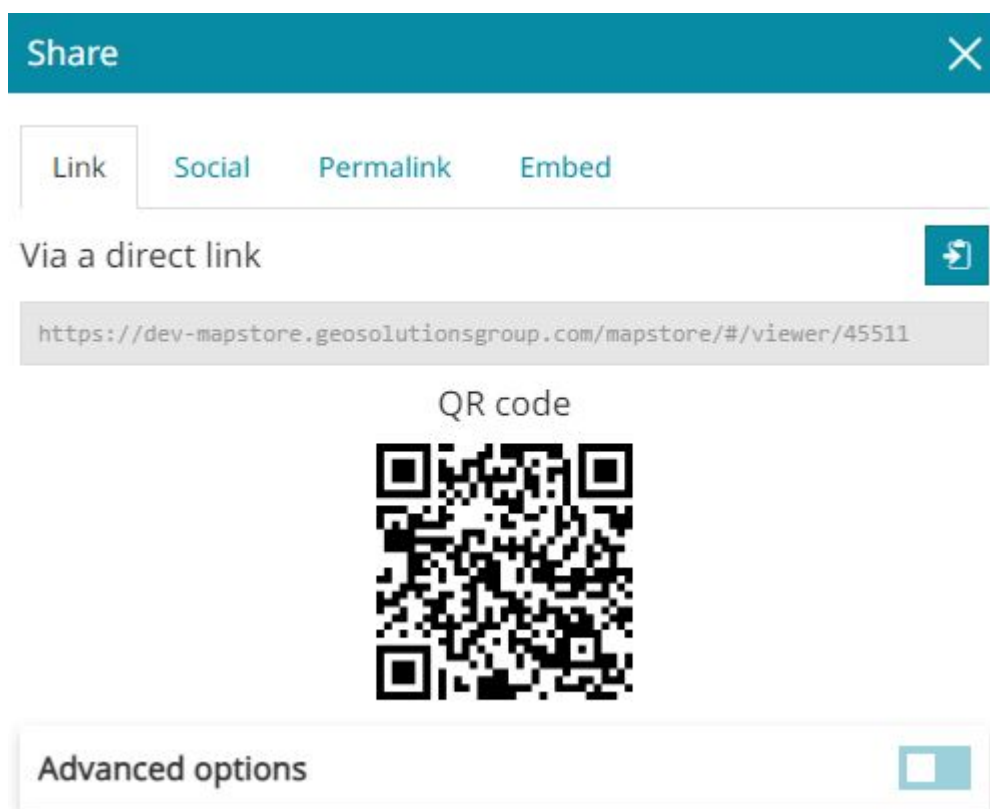 Share
Link Social Permalink Embed
Via a direct link
https://dev-mapstore.geosolutionsgroup.com/mapstore/#/viewer/45511
QR code
Advanced options